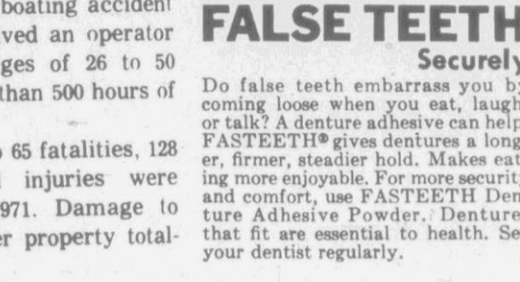 boating accident
ved an operator
ges of 26 to 50
than 500 hours of
65 fatalities, 128
injuries were
971. Damage to
er property total-
FALSE TEETH
Securely
Do false teeth embarrass you by
coming loose when you eat, laugh
or talk? A denture adhesive can help
FASTEETH® gives dentures a long
er, firmer, steadier hold. Makes eat
ing more enjoyable. For more securit
and comfort, use FASTEETH Den
ture Adhesive Powder. Denture
that fit are essential to health. Se
your dentist regularly.